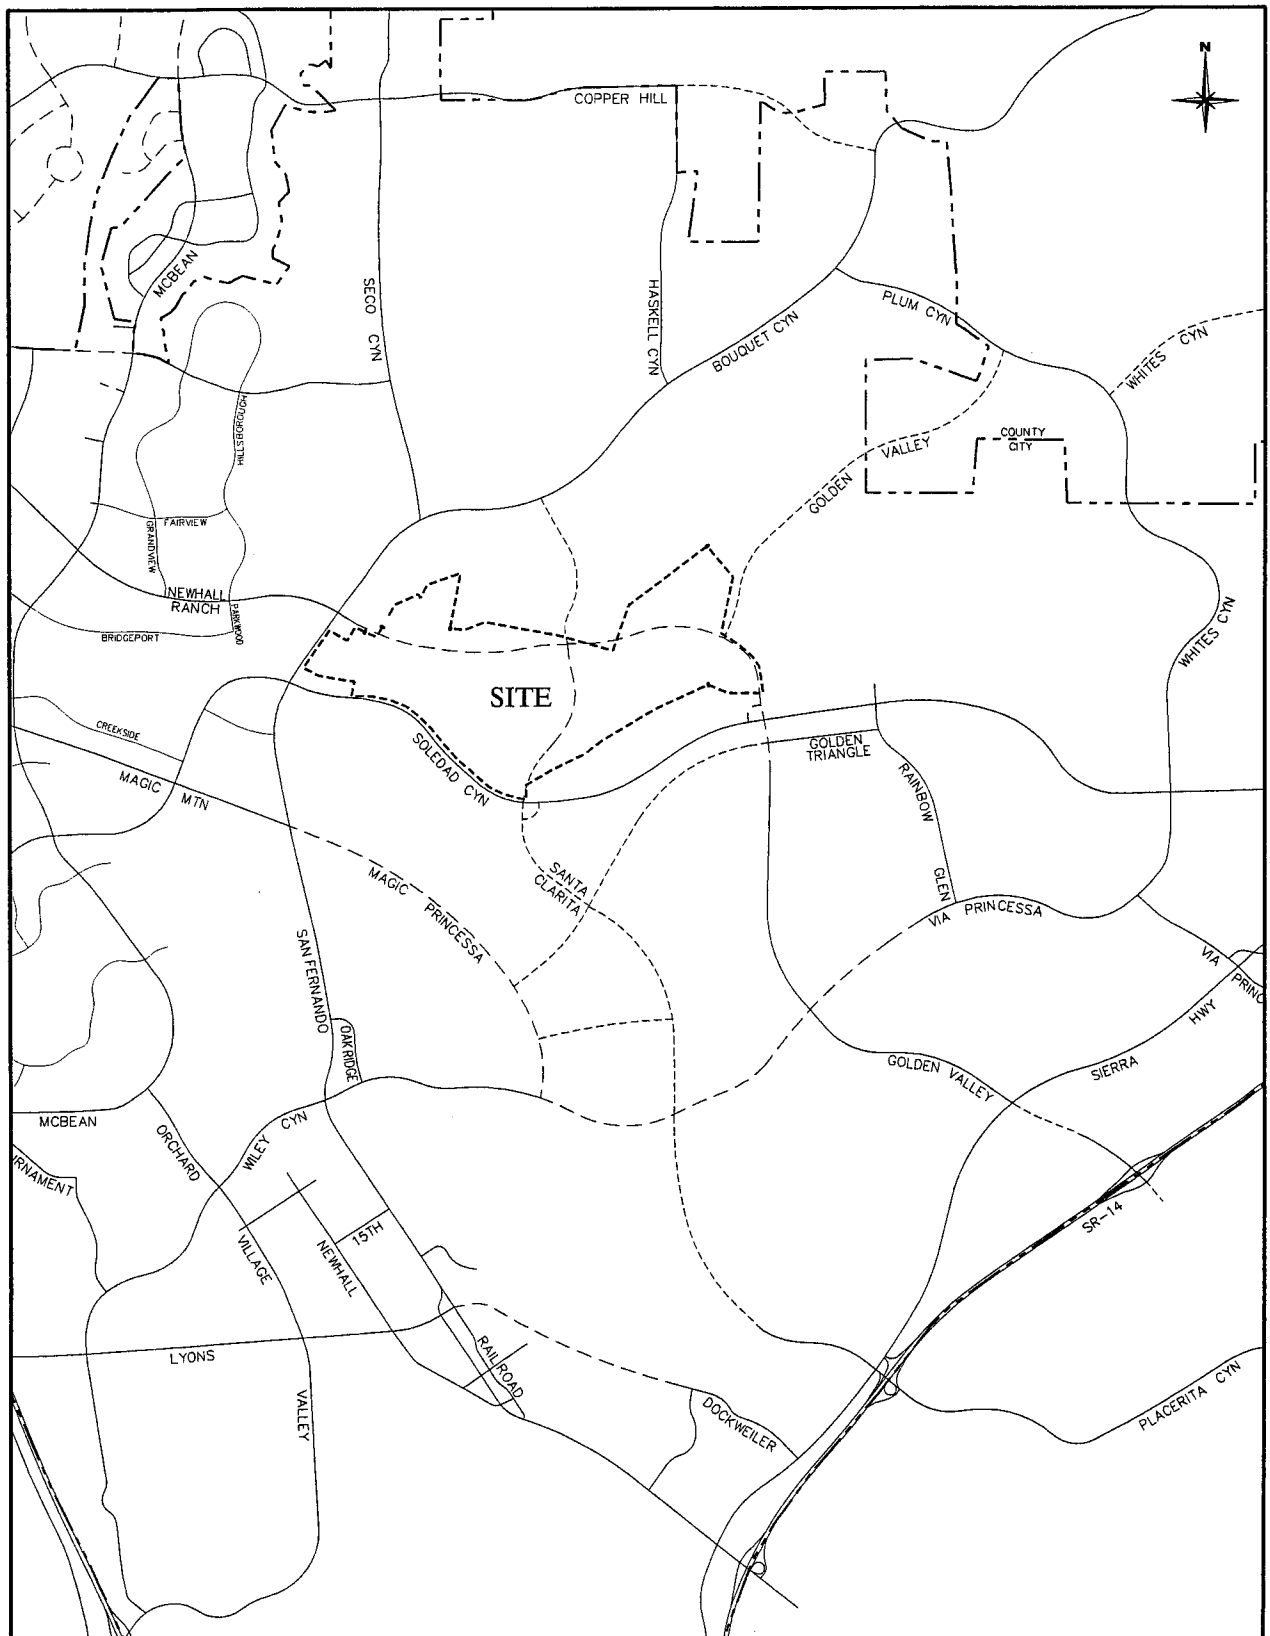 N
COPPER HILL
MCBEAN
SECO CYN
HASKELL CYN
BOUQUET CYN
PLUM CYN
WHITES CYN
HILLSBOROUGH
GOLDEN VALLEY
COUNTY
CITY
FAIRVIEW
GRANDVIEW
NEWHALL
RANCH
PARKWOOD
BRIDGEPORT
WHITES CYN
SITE
CREEKSIDE
SOLEDAD CYN
GOLDEN
TRIANGLE
MAGIC MTN
RAINBOW GLEN
MAGIC
PRINCESSA
SANTA
CLARITA
VIA PRINCESSA
SAN FERNANDO
VIA PRINC
OAKRIDGE
SIERRA HWY
GOLDEN VALLEY
MCBEAN
ORCHARD
WILEY CYN
URNAMENT
SR-14
VILLAGE
NEWHALL
15TH
LYONS
RAILROAD
VALLEY
DOCKWEILER
PLACERITA CYN